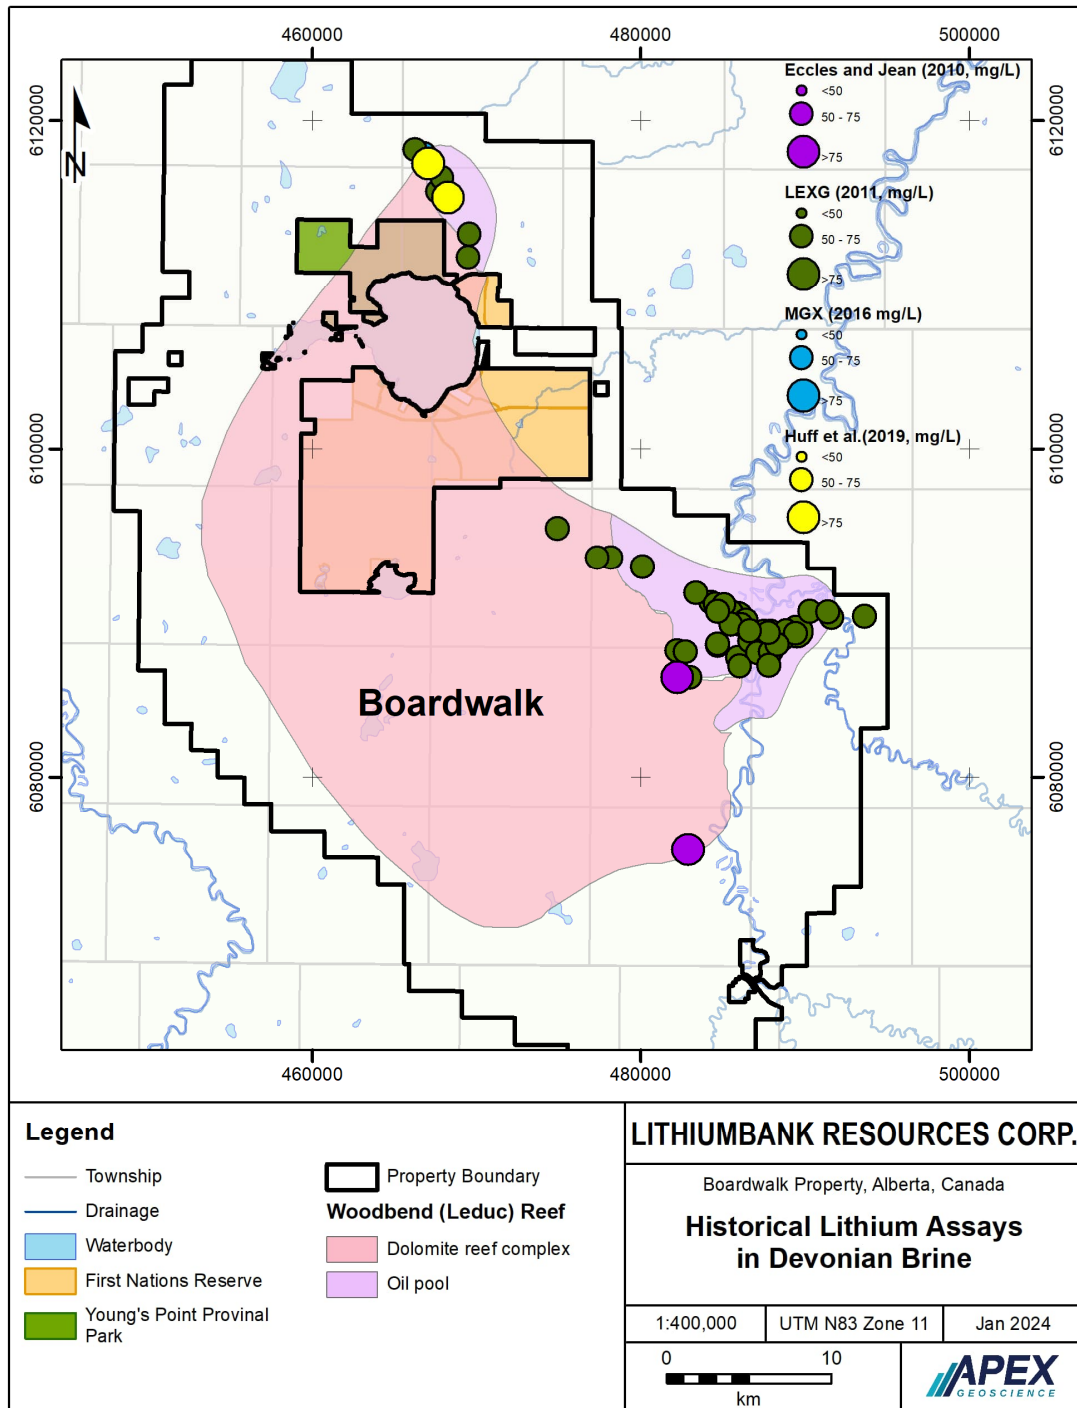 460000
480000
500000
6120000
6120000
N
Eccles and Jean (2010, mg/L)
<50
50 - 75
>75
LEXG (2011, mg/L)
<50
50 - 75
>75
MGX (2016 mg/L)
<50
50 - 75
>75
6100000
6100000
Huff et al.(2019, mg/L)
<50
50 - 75
>75
Boardwalk
6080000
6080000
460000
480000
500000
Legend
Township
Drainage
Waterbody
First Nations Reserve
Young's Point Provinal
Park
Property Boundary
Woodbend (Leduc) Reef
Dolomite reef complex
Oil pool
LITHIUMBANK RESOURCES CORP.
Boardwalk Property, Alberta, Canada
Historical Lithium Assays
in Devonian Brine
1:400,000
UTM N83 Zone 11
Jan 2024
0
10
km
APEX
GEOSCIENCE